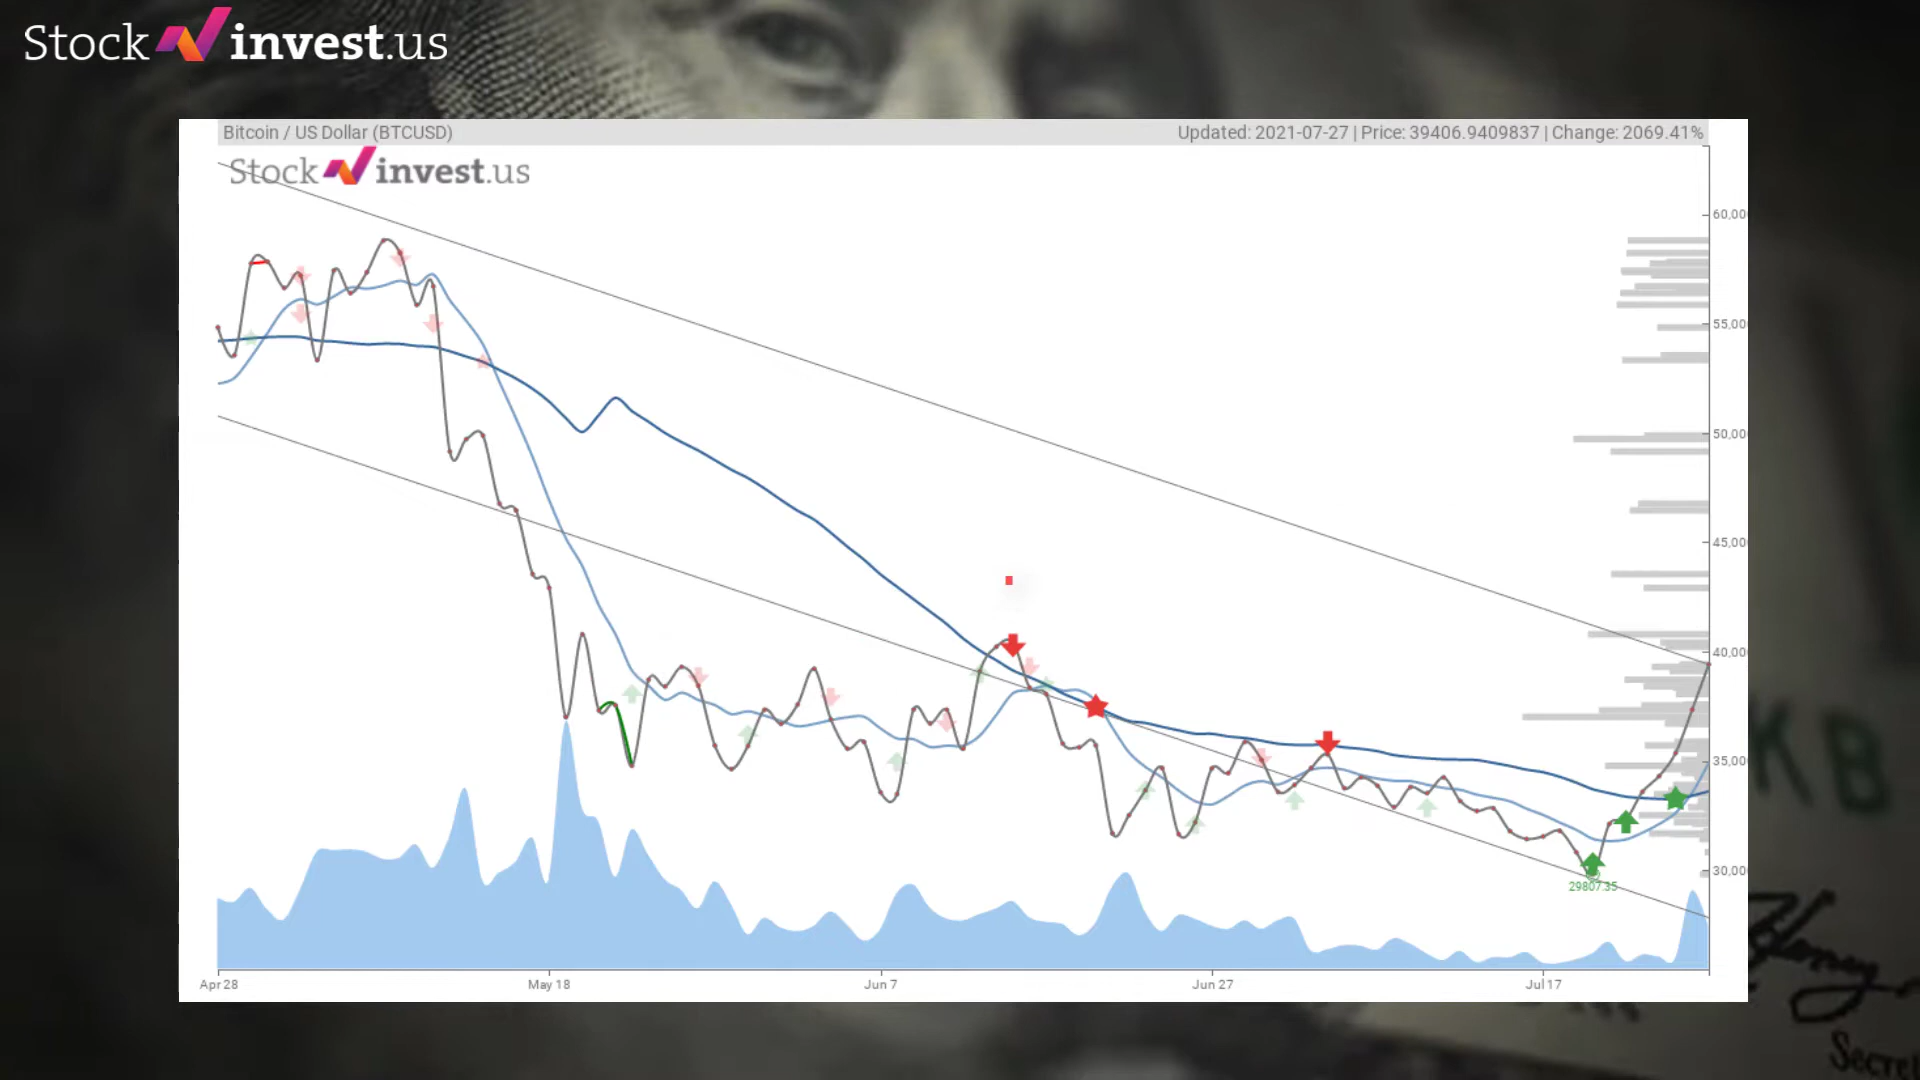 Stock invest.us
Bitcoin / US Dollar (BTCUSD)
Updated: 2021-07-27 | Price: 39406.9409837 | Change: 2069.41%
Stock invest.us
60,00
55,00
50,00
45,00
40,00
35,00
30,00
29807.35
Apr 28
May 18
Jun 7
Jun 27
Jul 17
KB
Secre